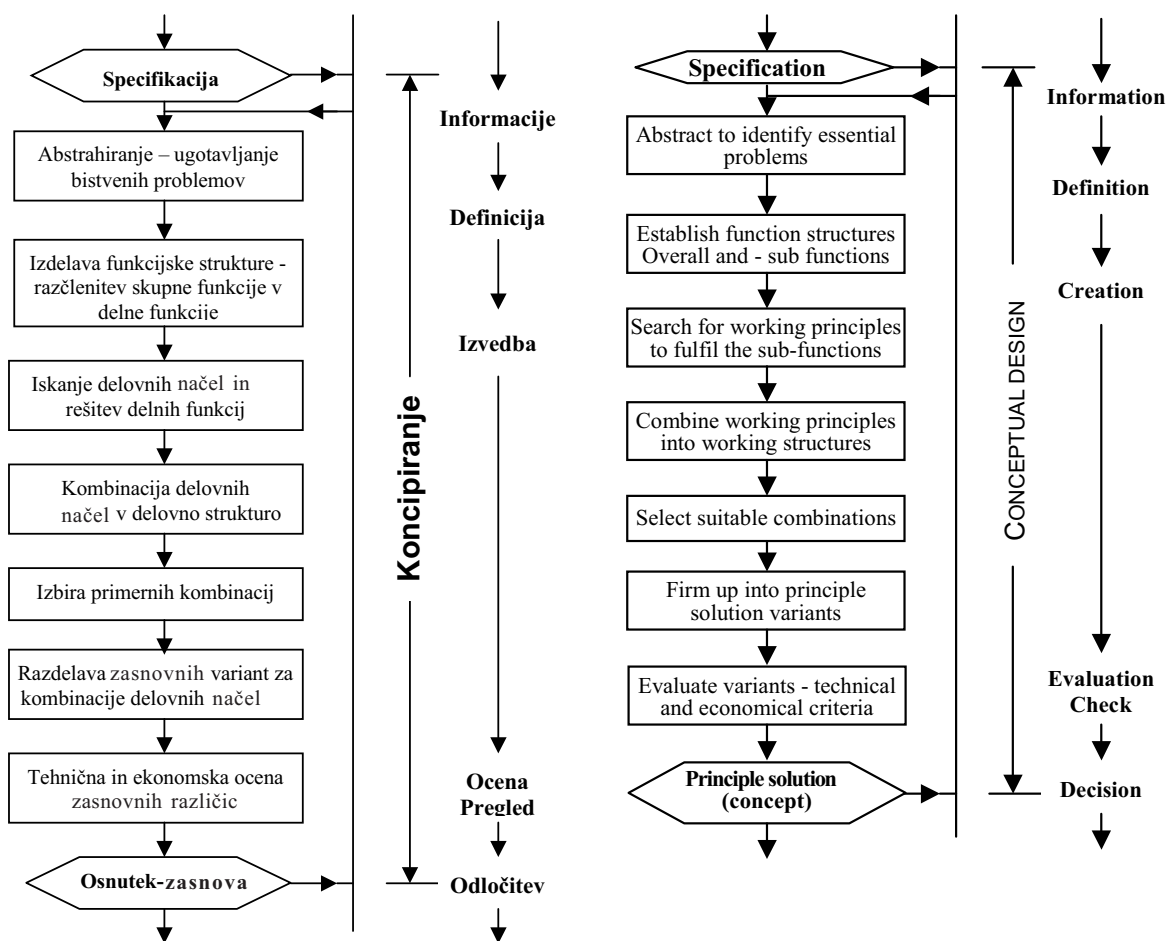 Specifikacija
Abstrahiranje – ugotavljanje
bistvenih problemov
Izdelava funkcijske strukture -
razčlenitev skupne funkcije v
delne funkcije
Iskanje delovnih načel in
rešitev delnih funkcij
Kombinacija delovnih
načel v delovno strukturo
Izbira primernih kombinacij
Razdelava zasnovnih variant za
kombinacije delovnih načel
Tehnična in ekonomska ocena
zasnovnih različic
Osnutek-zasnova
Koncipiranje
Informacije
Definicija
Izvedba
Ocena
Pregled
Odločitev
Specification
Abstract to identify essential
problems
Establish function structures
Overall and - sub functions
Search for working principles
to fulfil the sub-functions
Combine working principles
into working structures
Select suitable combinations
Firm up into principle
solution variants
Evaluate variants - technical
and economical criteria
Principle solution
(concept)
CONCEPTUAL DESIGN
Information
Definition
Creation
Evaluation
Check
Decision